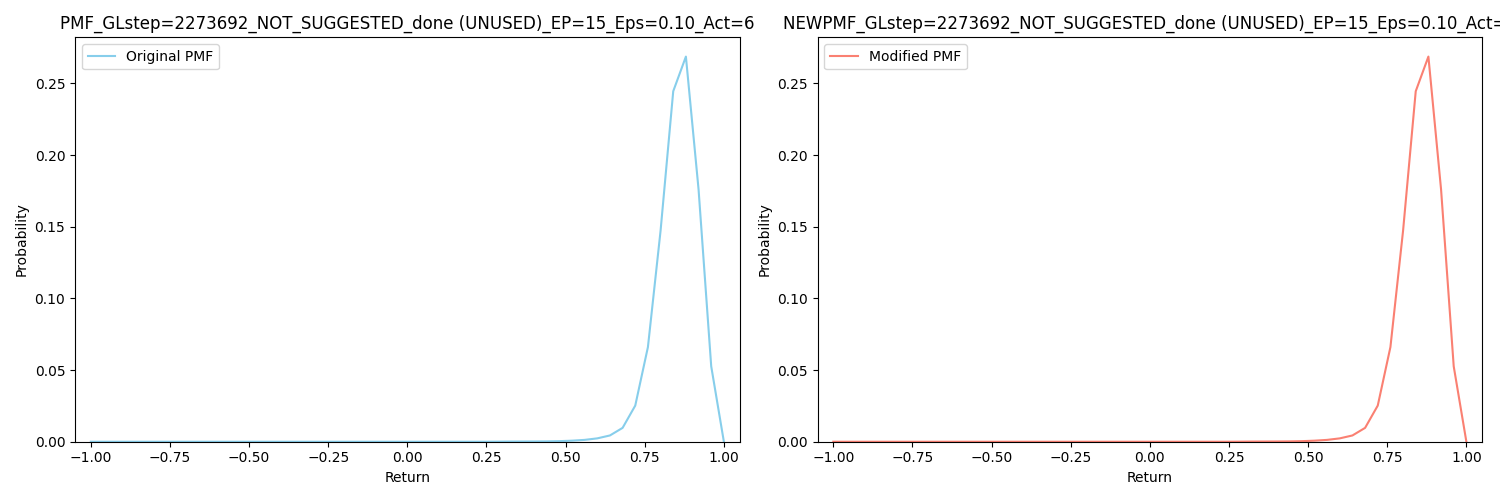 PMF_GLstep=2273692_NOT_SUGGESTED_done (UNUSED)_EP=15_Eps=0.10_Act=6
Original PMF
0.25
0.20
0.15
0.10
0.05
0.00
Probability
−1.00 −0.75 −0.50 −0.25 0.00 0.25 0.50 0.75 1.00
Return
NEWPMF_GLstep=2273692_NOT_SUGGESTED_done (UNUSED)_EP=15_Eps=0.10_Act=
Modified PMF
0.25
0.20
0.15
0.10
0.05
0.00
Probability
−1.00 −0.75 −0.50 −0.25 0.00 0.25 0.50 0.75 1.00
Return